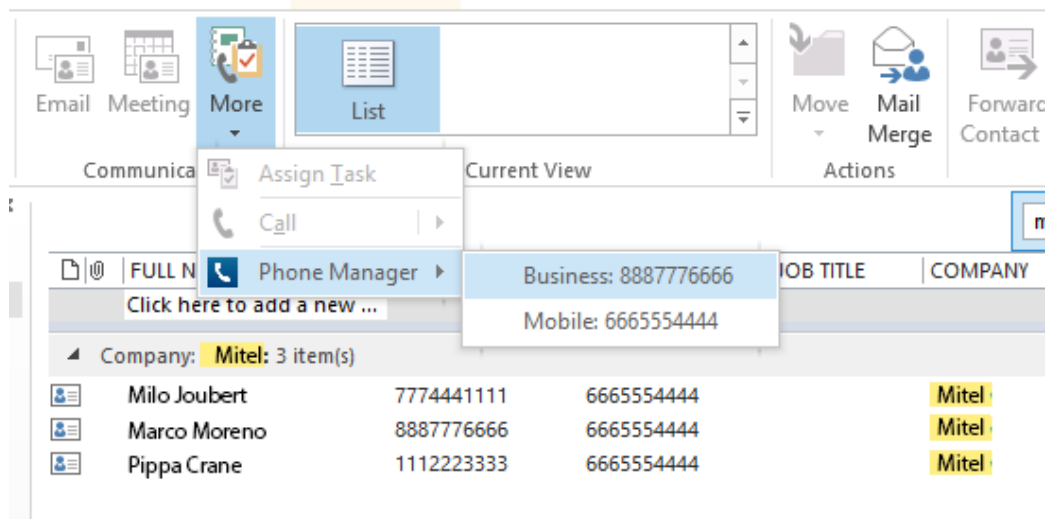 Email Meeting More List Move Mail Merge Forward Contact
Communica Current View Actions
Assign Task
Call
m
FULL N JOB TITLE COMPANY
Phone Manager
Business: 8887776666
Click here to add a new ...
Mobile: 6665554444
Company: Mitel: 3 item(s)
Milo Joubert 7774441111 6665554444 Mitel
Marco Moreno 8887776666 6665554444 Mitel
Pippa Crane 1112223333 6665554444 Mitel